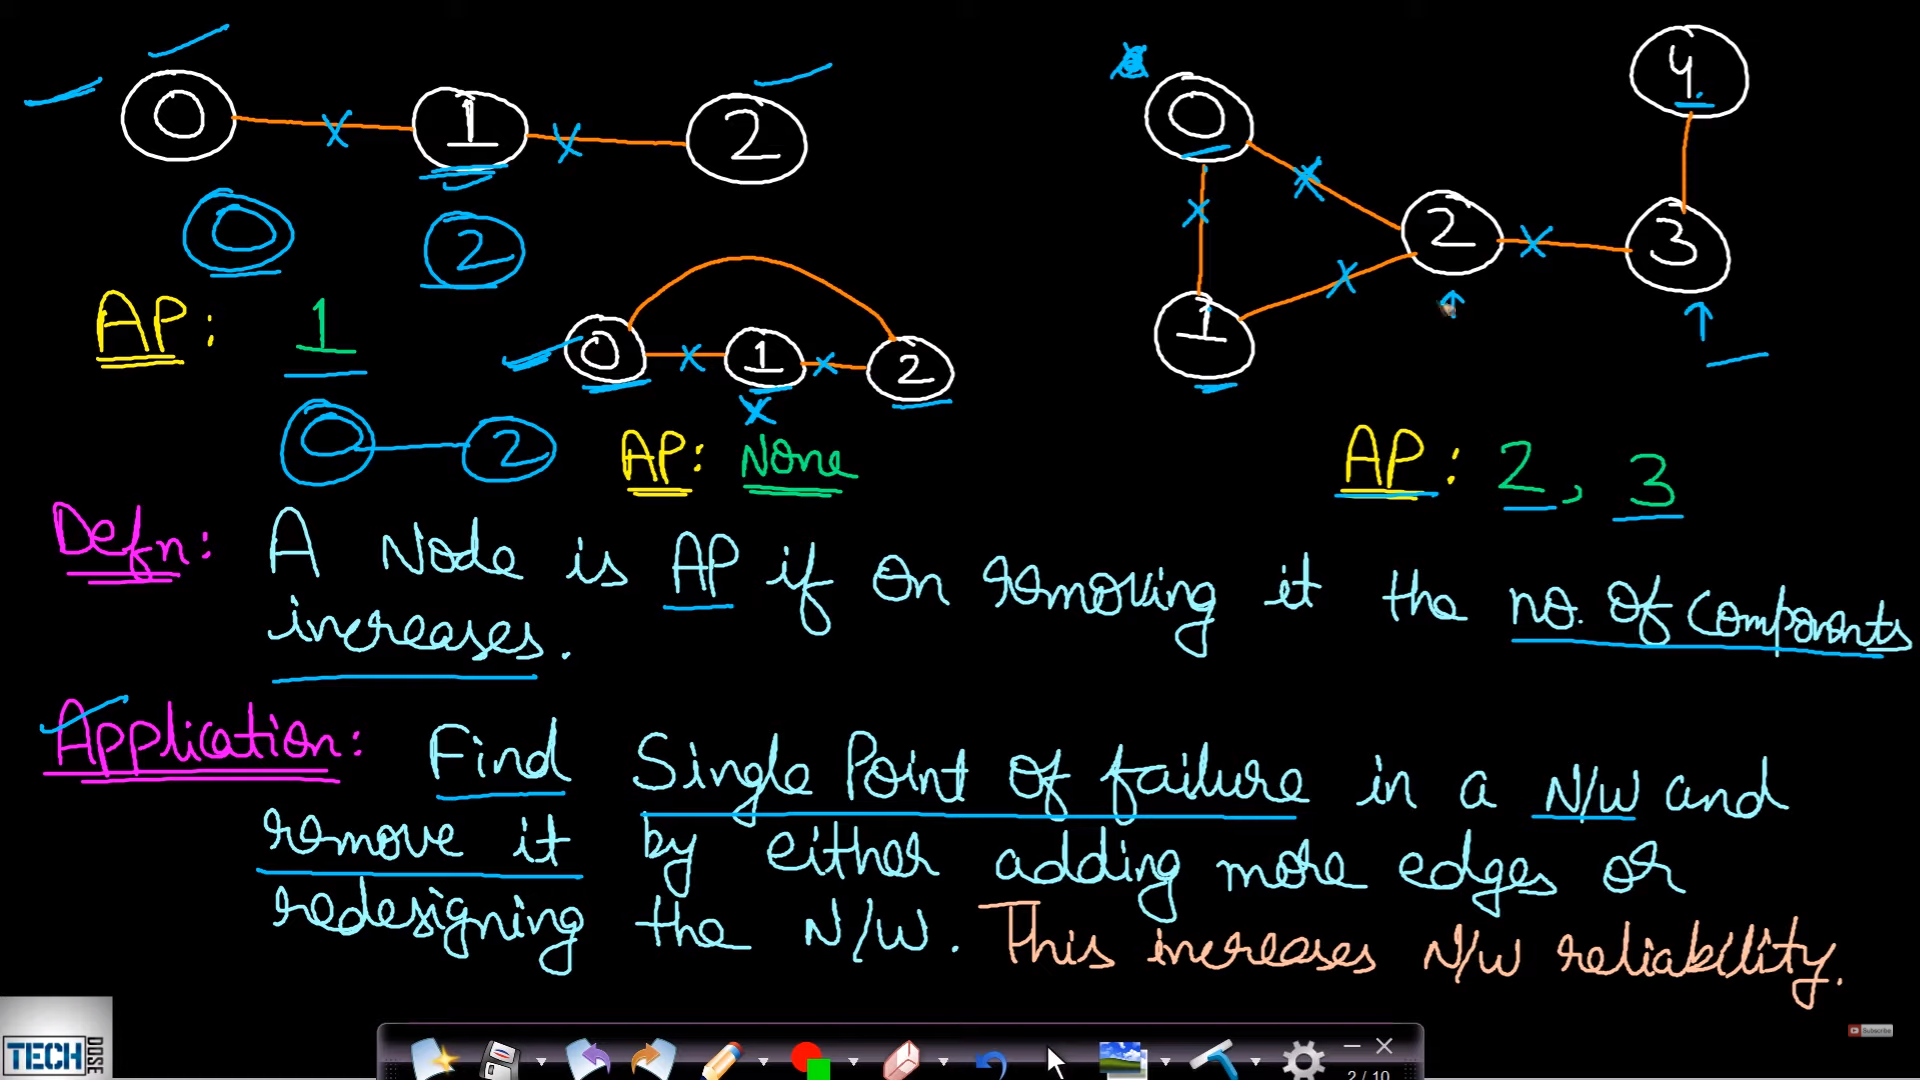 0 1 2
0 2
AP: 1
0 1 2
0 2
AP: None
0 1 2 3 4
AP: 2, 3
Defn: A Node is AP if on removing it the no. of components
increases.
Application: Find Single Point of failure in a N/W and
remove it by either adding more edges or
redesigning the N/W. This increases N/W reliability.
TECH
DOSE
Subscribe
2 / 10